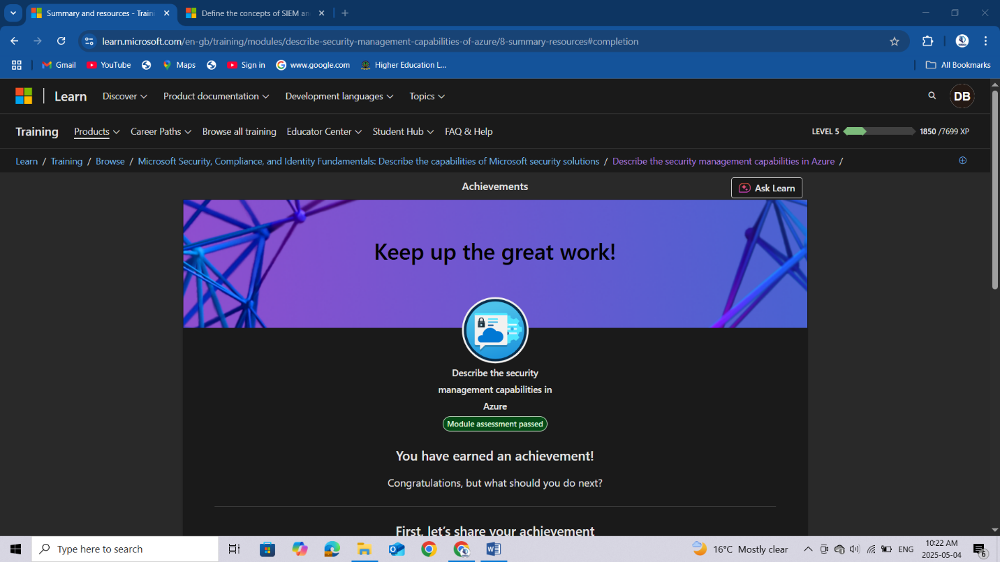 Summary and resources - Traini
Define the concepts of SIEM an
learn.microsoft.com/en-gb/training/modules/describe-security-management-capabilities-of-azure/8-summary-resources#completion
Gmail YouTube Maps Sign in www.google.com Higher Education L... All Bookmarks
Learn Discover Product documentation Development languages Topics DB
Training Products Career Paths Browse all training Educator Center Student Hub FAQ & Help LEVEL 5 1850 /7699 XP
Learn / Training / Browse / Microsoft Security, Compliance, and Identity Fundamentals: Describe the capabilities of Microsoft security solutions / Describe the security management capabilities in Azure /
Achievements
Ask Learn
Keep up the great work!
Describe the security
management capabilities in
Azure
Module assessment passed
You have earned an achievement!
Congratulations, but what should you do next?
First, let's share your achievement
Type here to search
16°C Mostly clear
ENG
10:22 AM
2025-05-04
6